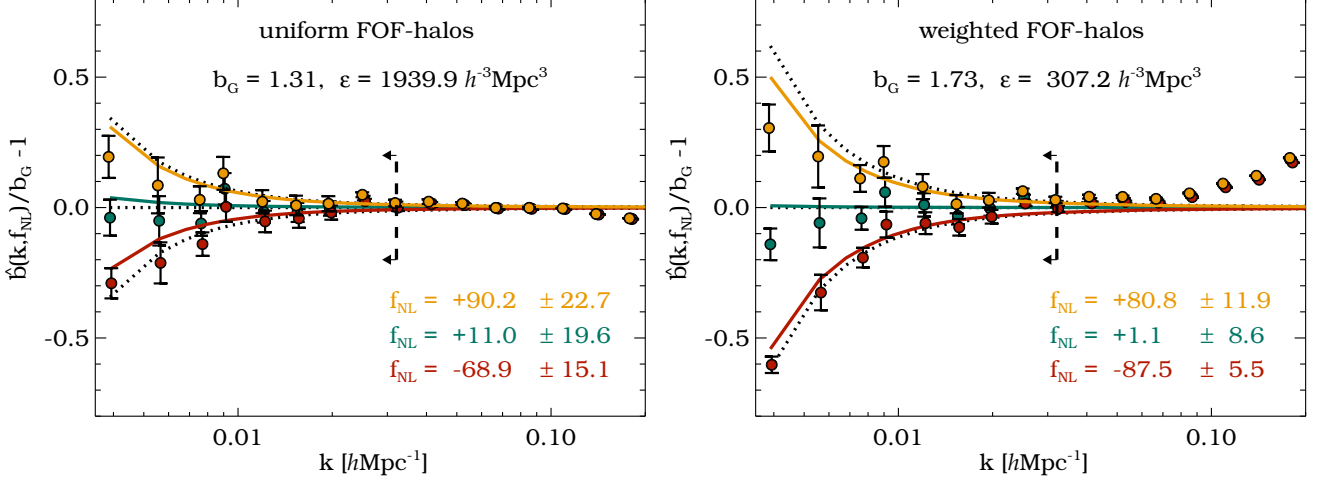 uniform FOF-halos
b_G = 1.31, ε = 1939.9 h⁻³Mpc³
0.5
0.0
-0.5
b̂(k,f_NL)/b_G -1
f_NL = +90.2 ± 22.7
f_NL = +11.0 ± 19.6
f_NL = -68.9 ± 15.1
0.01
0.10
k [hMpc⁻¹]
weighted FOF-halos
b_G = 1.73, ε = 307.2 h⁻³Mpc³
0.5
0.0
-0.5
b̂(k,f_NL)/b_G -1
f_NL = +80.8 ± 11.9
f_NL = +1.1 ± 8.6
f_NL = -87.5 ± 5.5
0.01
0.10
k [hMpc⁻¹]